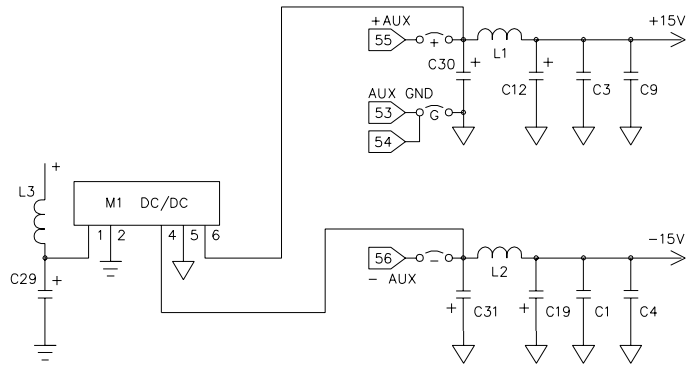 +AUX
+15V
55
+
L1
C30
+
+
C12
C3
C9
AUX GND
53
G
54
+
L3
M1 DC/DC
1
2
4
5
6
-15V
56
-
L2
- AUX
C29
+
+
C31
+
C19
C1
C4